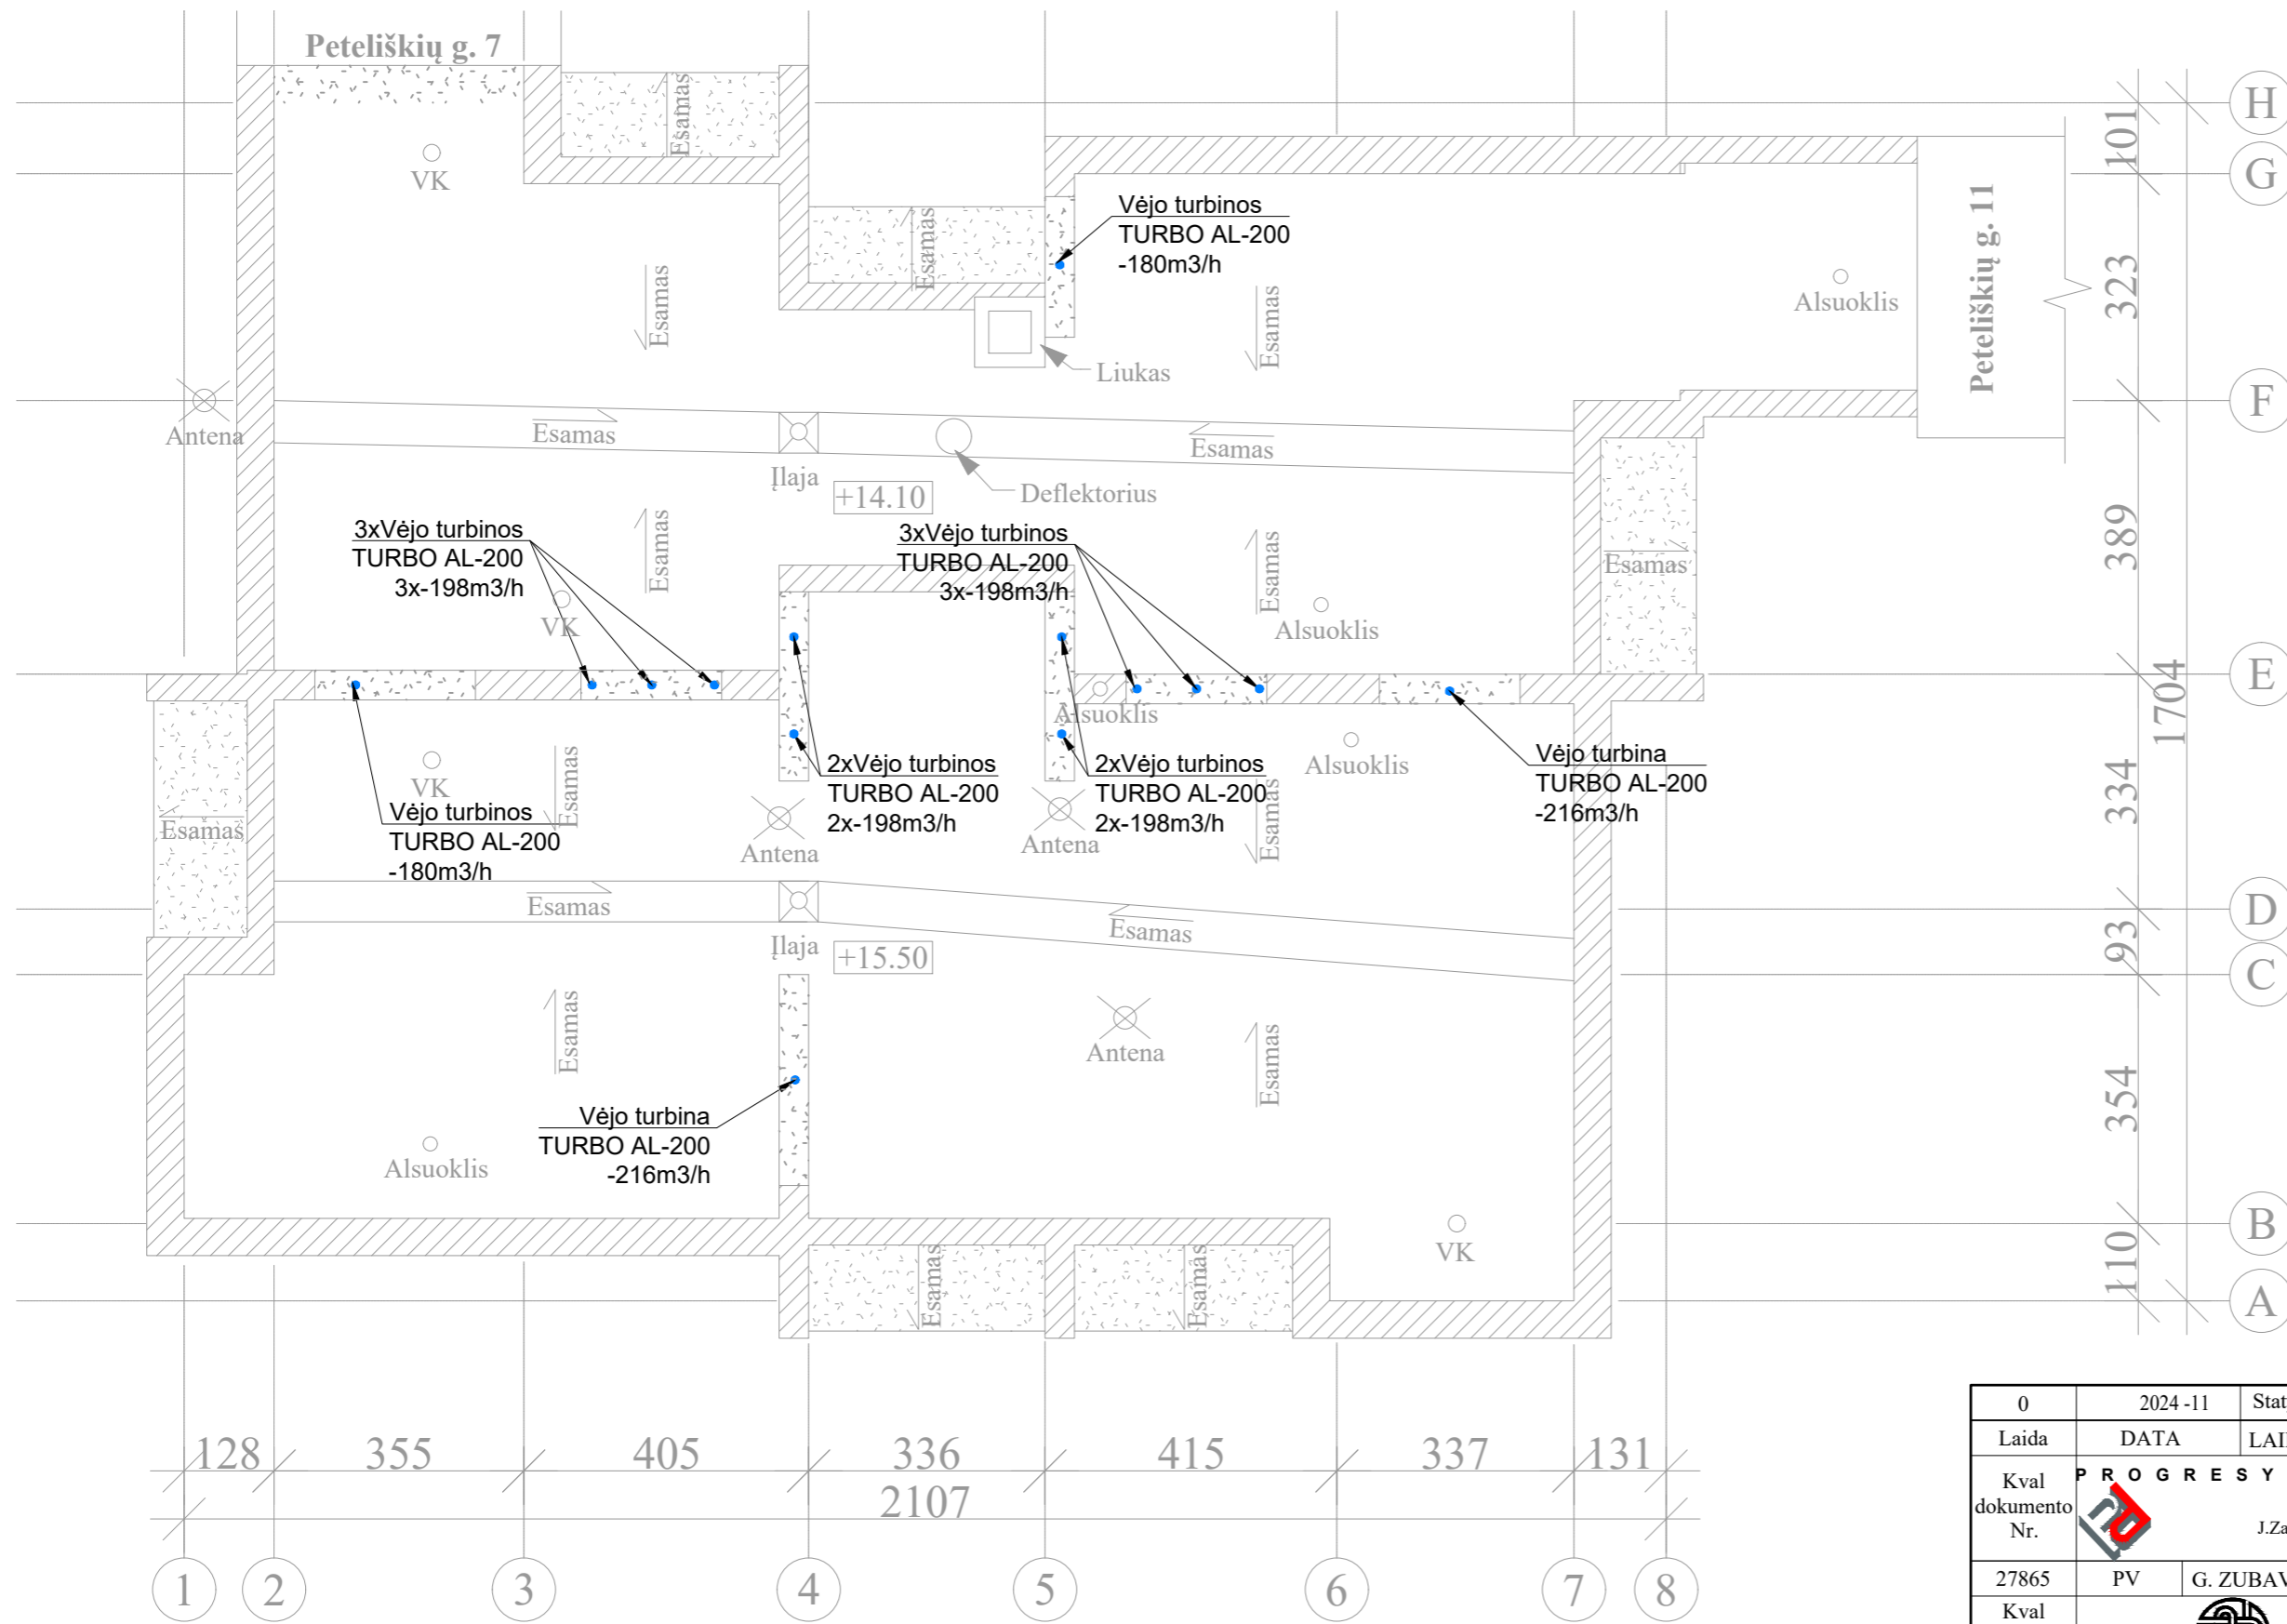 Peteliškių g. 7
Esamas
H
101
G
VK
Vėjo turbinos
TURBO AL-200
-180m3/h
Esamas
Peteliškių g. 11
323
Esamas
Esamas
Alsuoklis
Liukas
F
Antena
Esamas
Esamas
Įlaja
+14.10
Deflektorius
3xVėjo turbinos
TURBO AL-200
3x-198m3/h
3xVėjo turbinos
TURBO AL-200
3x-198m3/h
Esamas
Esamas
Esamas
389
VK
Alsuoklis
E
1704
Alsuoklis
VK
Esamas
Esamas
Vėjo turbinos
TURBO AL-200
-180m3/h
2xVėjo turbinos
TURBO AL-200
2x-198m3/h
2xVėjo turbinos
TURBO AL-200
2x-198m3/h
Esamas
Alsuoklis
Vėjo turbina
TURBO AL-200
-216m3/h
334
Antena
Antena
Esamas
Esamas
D
Įlaja
+15.50
93
C
Esamas
Antena
Esamas
354
Vėjo turbina
TURBO AL-200
-216m3/h
Alsuoklis
VK
B
Esamas
Esamas
110
A
128
355
405
336
415
337
131
2107
1
2
3
4
5
6
7
8
0
2024 -11
Laida
DATA
Kval
dokumento
Nr.
P R O G R E S Y
27865
PV
Kval